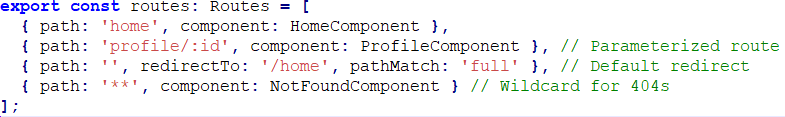 export const routes: Routes = [
  { path: 'home', component: HomeComponent },
  { path: 'profile/:id', component: ProfileComponent }, // Parameterized route
  { path: '', redirectTo: '/home', pathMatch: 'full' }, // Default redirect
  { path: '**', component: NotFoundComponent } // Wildcard for 404s
];